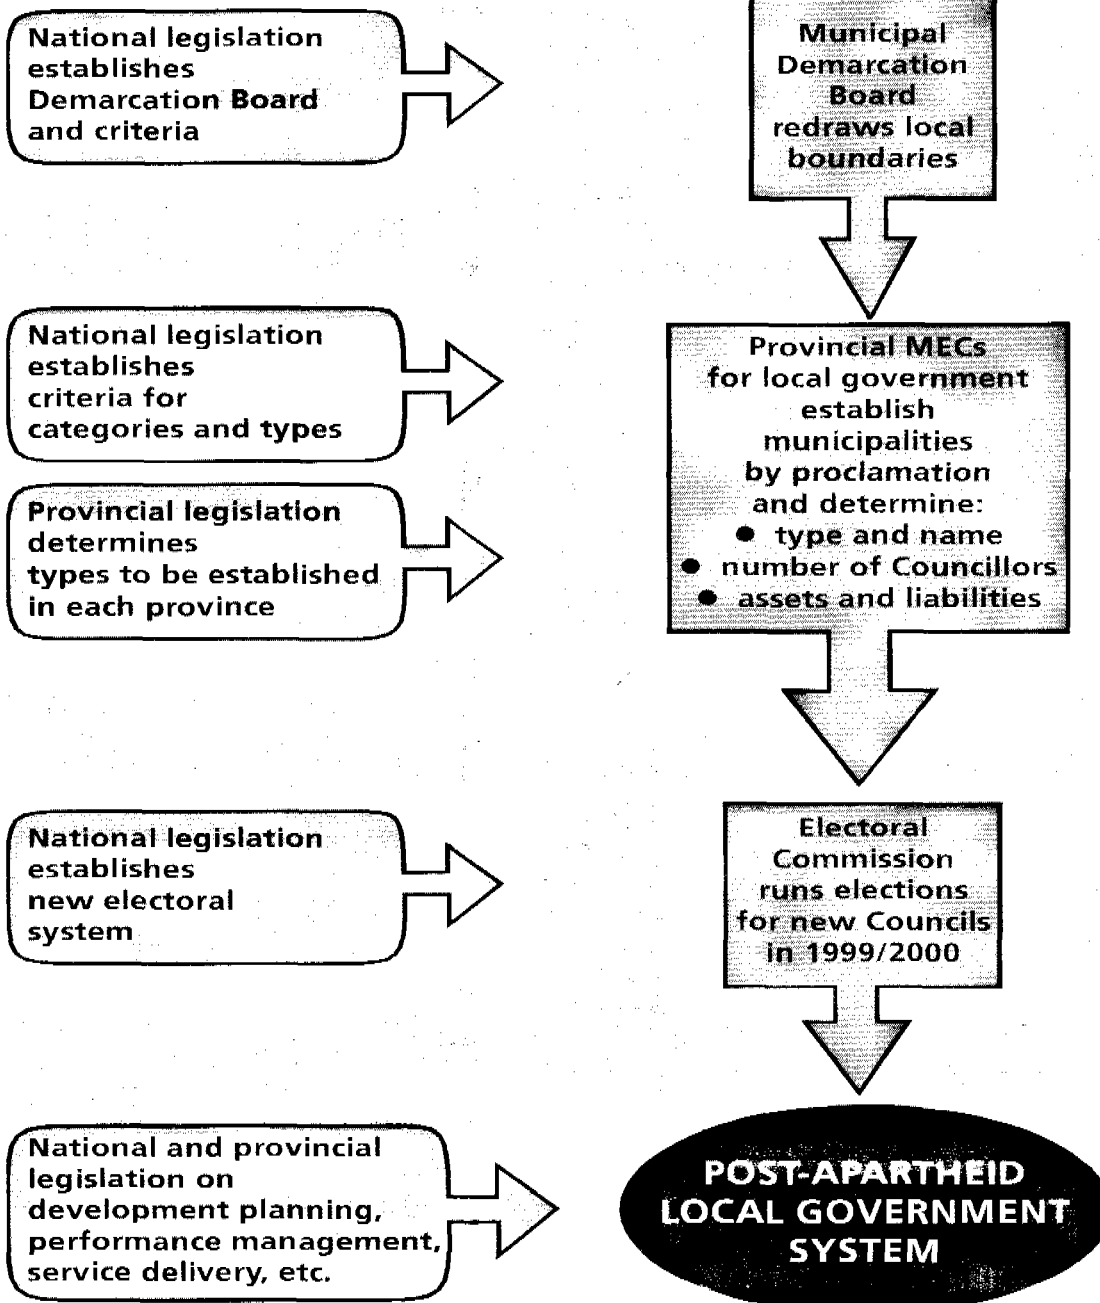 National legislation
establishes
Demarcation Board
and criteria
Municipal
Demarcation
Board
redraws local
boundaries
National legislation
establishes
criteria for
categories and types
Provincial legislation
determines
types to be established
in each province
Provincial MECs
for local government
establish
municipalities
by proclamation
and determine:
● type and name
● number of Councillors
● assets and liabilities
National legislation
establishes
new electoral
system
Electoral
Commission
runs elections
for new Councils
in 1999/2000
National and provincial
legislation on
development planning,
performance management,
service delivery, etc.
POST-APARTHEID
LOCAL GOVERNMENT
SYSTEM